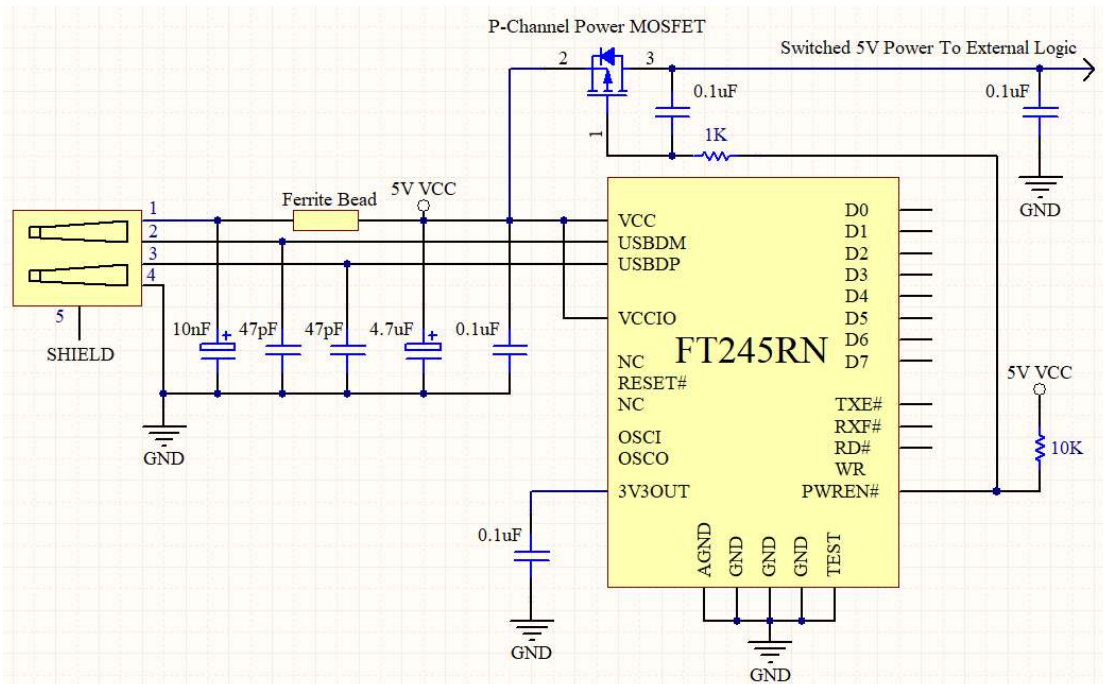 P-Channel Power MOSFET
Switched 5V Power To External Logic
2
3
0.1uF
0.1uF
1
1K
GND
Ferrite Bead
5V VCC
1
2
3
4
5
SHIELD
10nF
+
47pF
47pF
4.7uF
+
0.1uF
GND
VCC
USBDM
USBDP
VCCIO
NC
RESET#
NC
OSCI
OSCO
3V3OUT
FT245RN
D0
D1
D2
D3
D4
D5
D6
D7
TXE#
RXF#
RD#
WR
PWREN#
5V VCC
10K
0.1uF
GND
AGND
GND
GND
GND
TEST
GND